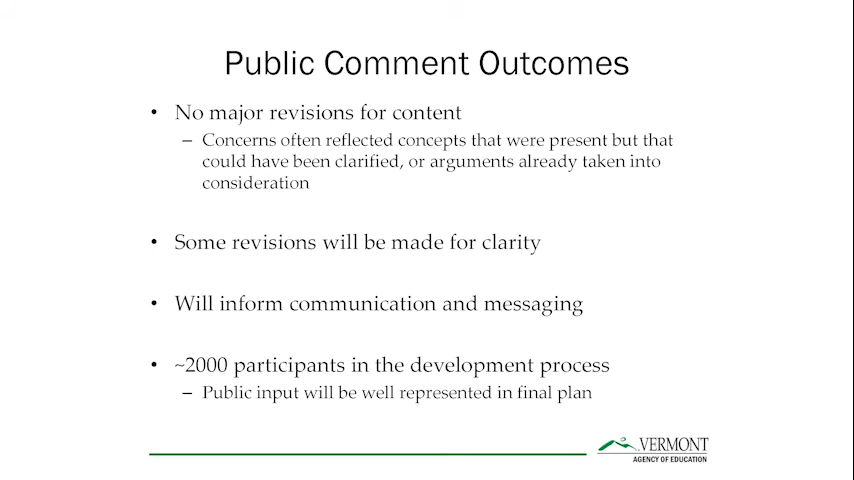 Public Comment Outcomes
• No major revisions for content
– Concerns often reflected concepts that were present but that
could have been clarified, or arguments already taken into
consideration
• Some revisions will be made for clarity
• Will inform communication and messaging
• ~2000 participants in the development process
– Public input will be well represented in final plan
VERMONT
AGENCY OF EDUCATION